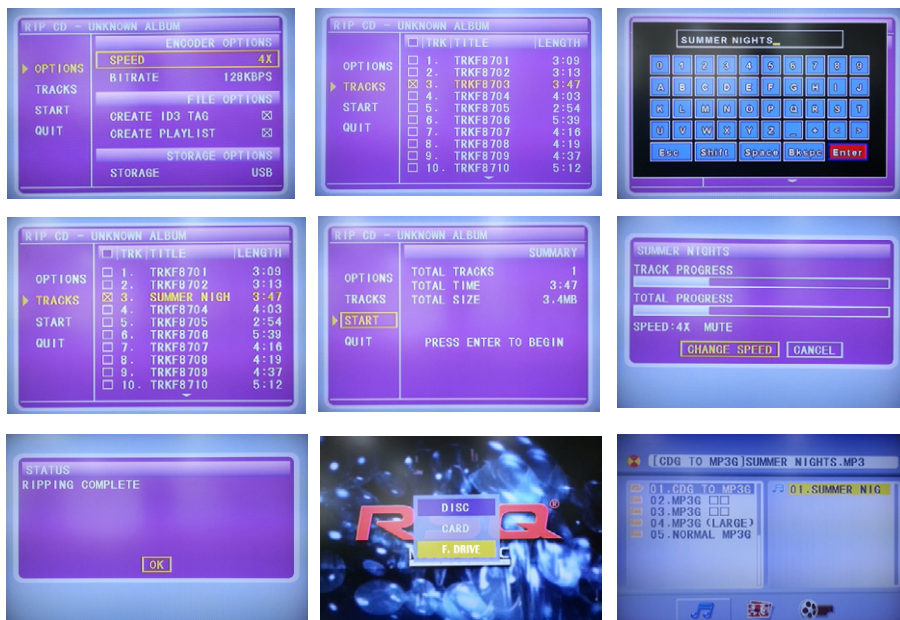 RIP CD - UNKNOWN ALBUM
ENCODER OPTIONS
SPEED 4X
BITRATE 128KBPS
FILE OPTIONS
CREATE ID3 TAG
CREATE PLAYLIST
STORAGE OPTIONS
STORAGE USB
OPTIONS
TRACKS
START
QUIT
RIP CD - UNKNOWN ALBUM
OPTIONS
TRACKS
START
QUIT
TRK TITLE LENGTH
1. TRKF8701 3:09
2. TRKF8702 3:13
3. TRKF8703 3:47
4. TRKF8704 4:03
5. TRKF8705 2:54
6. TRKF8706 5:39
7. TRKF8707 4:16
8. TRKF8708 4:19
9. TRKF8709 4:37
10. TRKF8710 5:12
SUMMER NIGHTS_
0 1 2 3 4 5 6 7 8 9
A B C D E F G H I J
K L M N O P Q R S T
U V W X Y Z _ + < >
Esc Shift Space Bkspc Enter
RIP CD - UNKNOWN ALBUM
OPTIONS
TRACKS
START
QUIT
TRK TITLE LENGTH
1. TRKF8701 3:09
2. TRKF8702 3:13
3. SUMMER NIGH 3:47
4. TRKF8704 4:03
5. TRKF8705 2:54
6. TRKF8706 5:39
7. TRKF8707 4:16
8. TRKF8708 4:19
9. TRKF8709 4:37
10. TRKF8710 5:12
RIP CD - UNKNOWN ALBUM
OPTIONS
TRACKS
START
QUIT
SUMMARY
TOTAL TRACKS 1
TOTAL TIME 3:47
TOTAL SIZE 3.4MB
PRESS ENTER TO BEGIN
SUMMER NIGHTS
TRACK PROGRESS
TOTAL PROGRESS
SPEED:4X MUTE
CHANGE SPEED CANCEL
STATUS
RIPPING COMPLETE
OK
DISC
CARD
F. DRIVE
[CDG TO MP3G]SUMMER NIGHTS.MP3
01.CDG TO MP3G
02.MP3G □□
03.MP3G □□
04.MP3G(LARGE)
05.NORMAL MP3G
01.SUMMER NIG